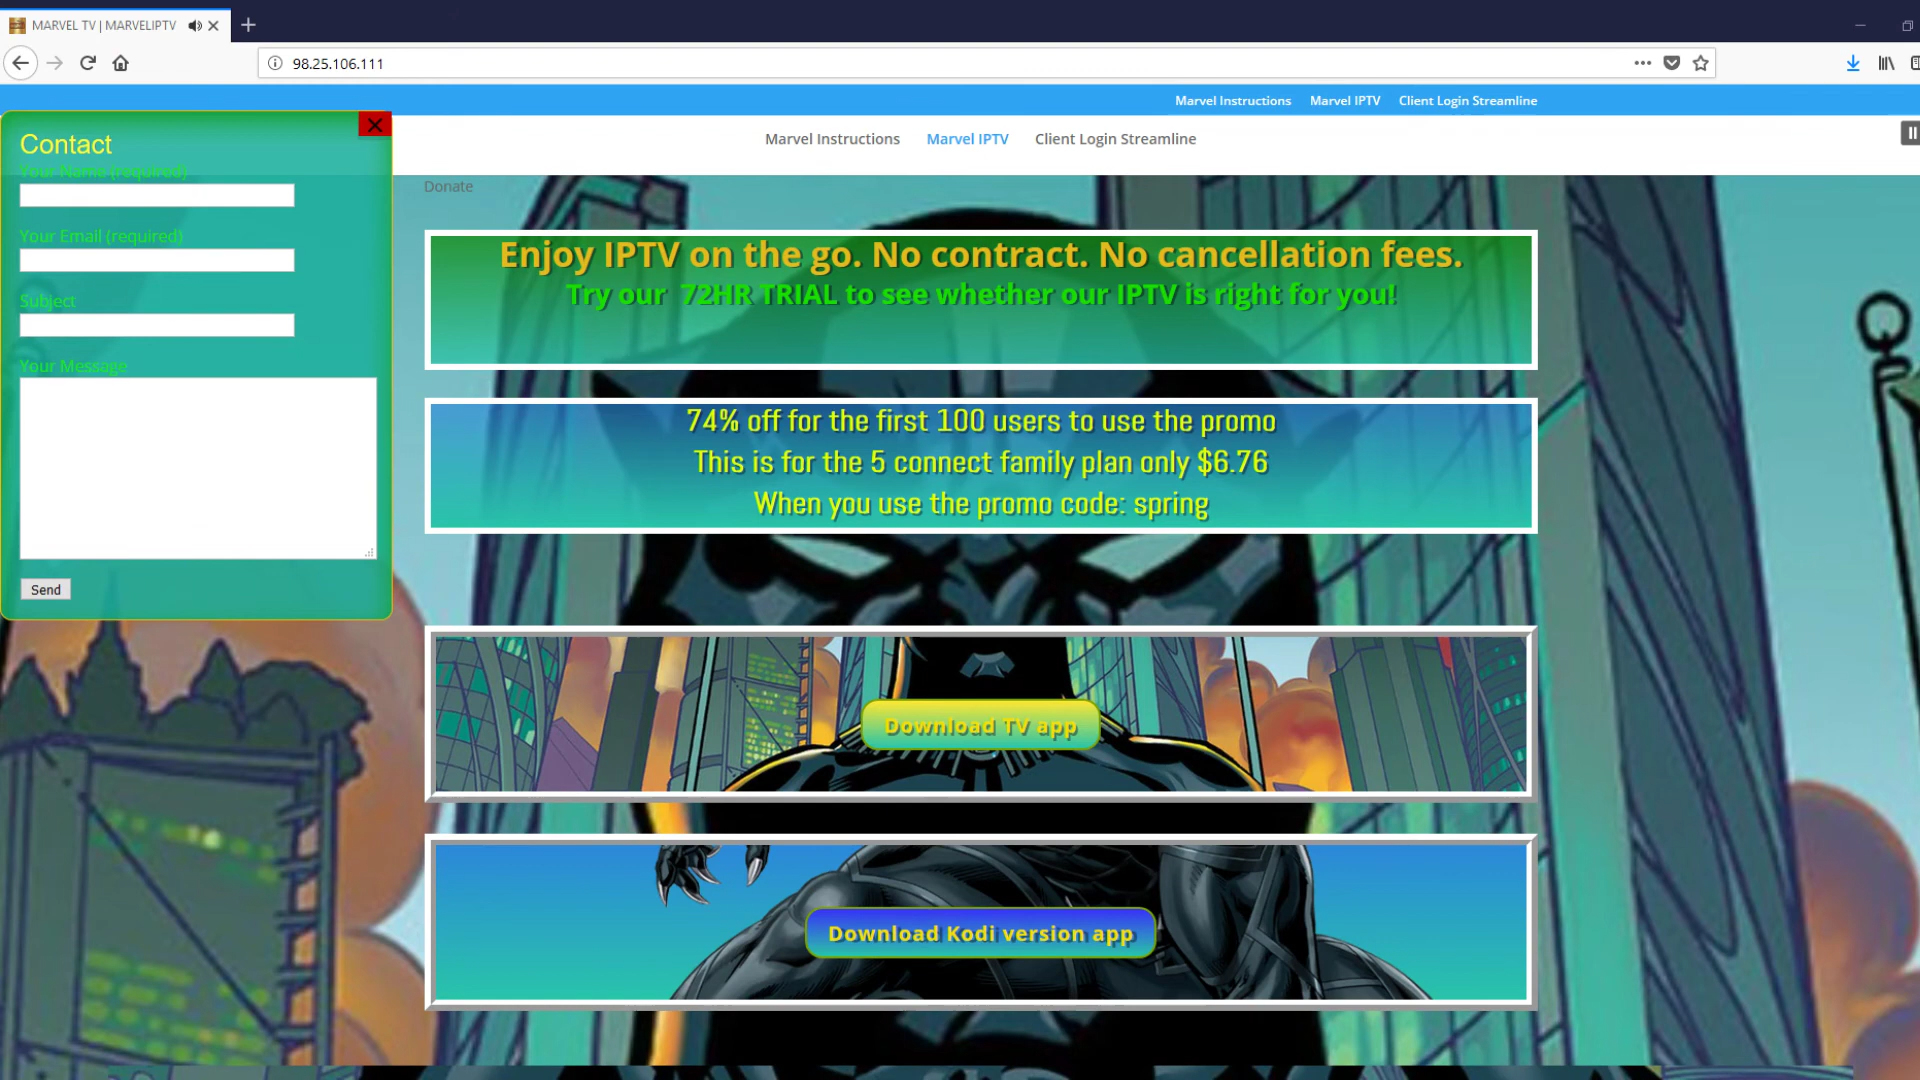 MARVEL TV | MARVELIPTV
98.25.106.111
Marvel Instructions
Marvel IPTV
Client Login Streamline
Marvel Instructions
Marvel IPTV
Client Login Streamline
Contact
Your Name (required)
Your Email (required)
Subject
Your Message
Send
Donate
Enjoy IPTV on the go. No contract. No cancellation fees.
Try our 72HR TRIAL to see whether our IPTV is right for you!
74% off for the first 100 users to use the promo
This is for the 5 connect family plan only $6.76
When you use the promo code: spring
Download TV app
Download Kodi version app